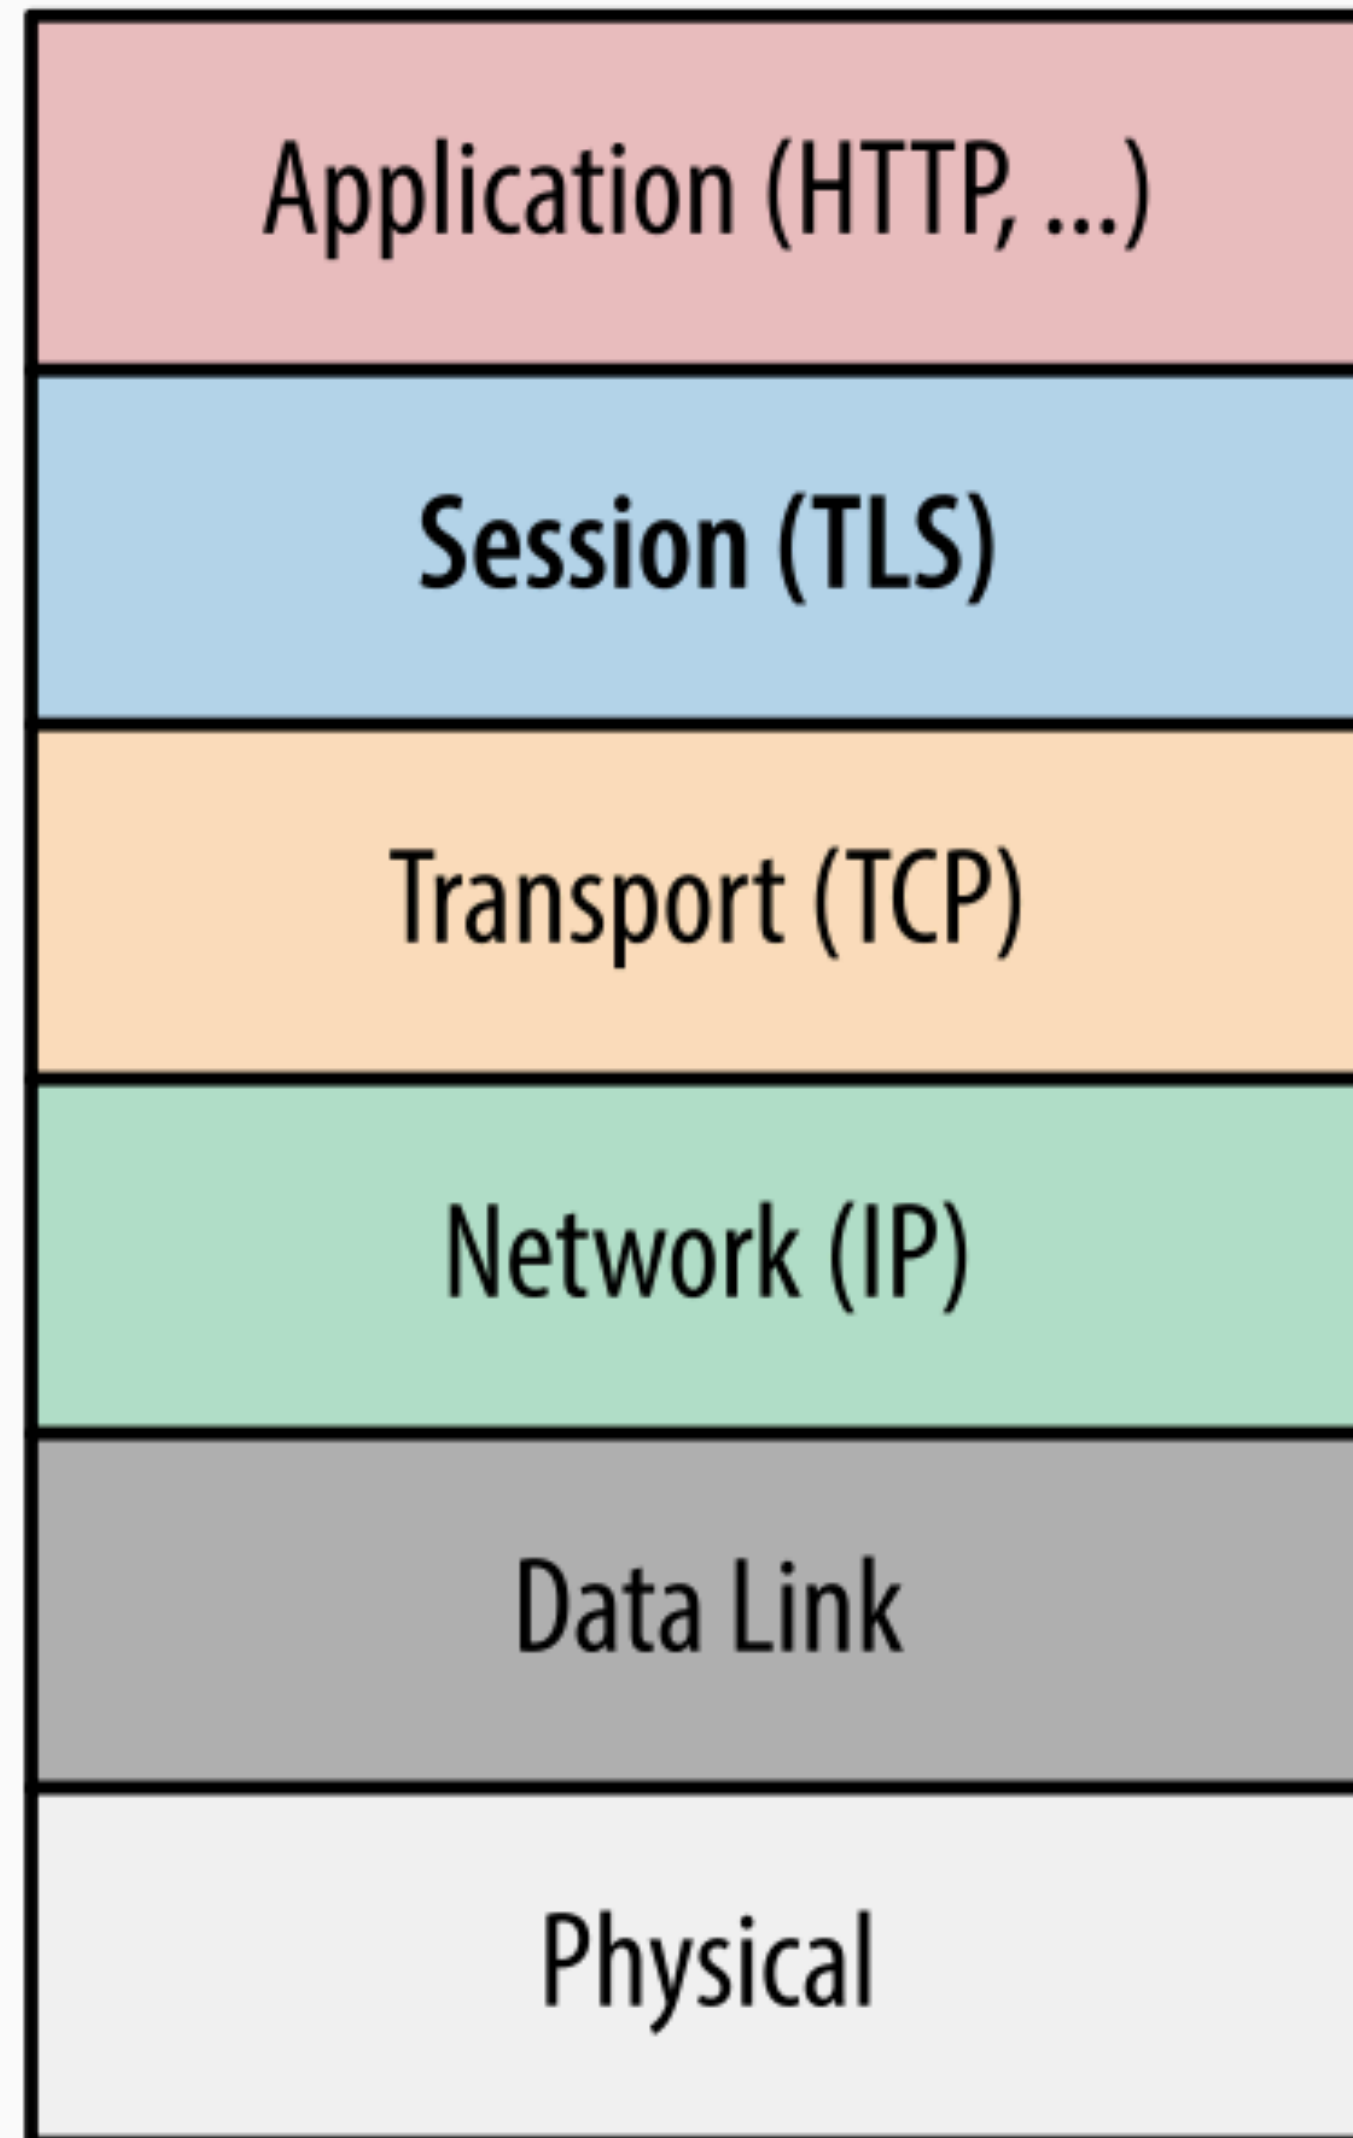 Application (HTTP, ...)
Session (TLS)
Transport (TCP)
Network (IP)
Data Link
Physical